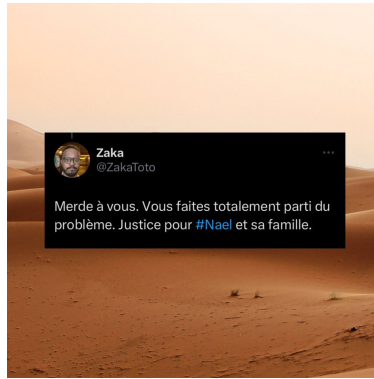 Zaka
@ZakaToto
Merde à vous. Vous faites totalement parti du
problème. Justice pour #Nael et sa famille.